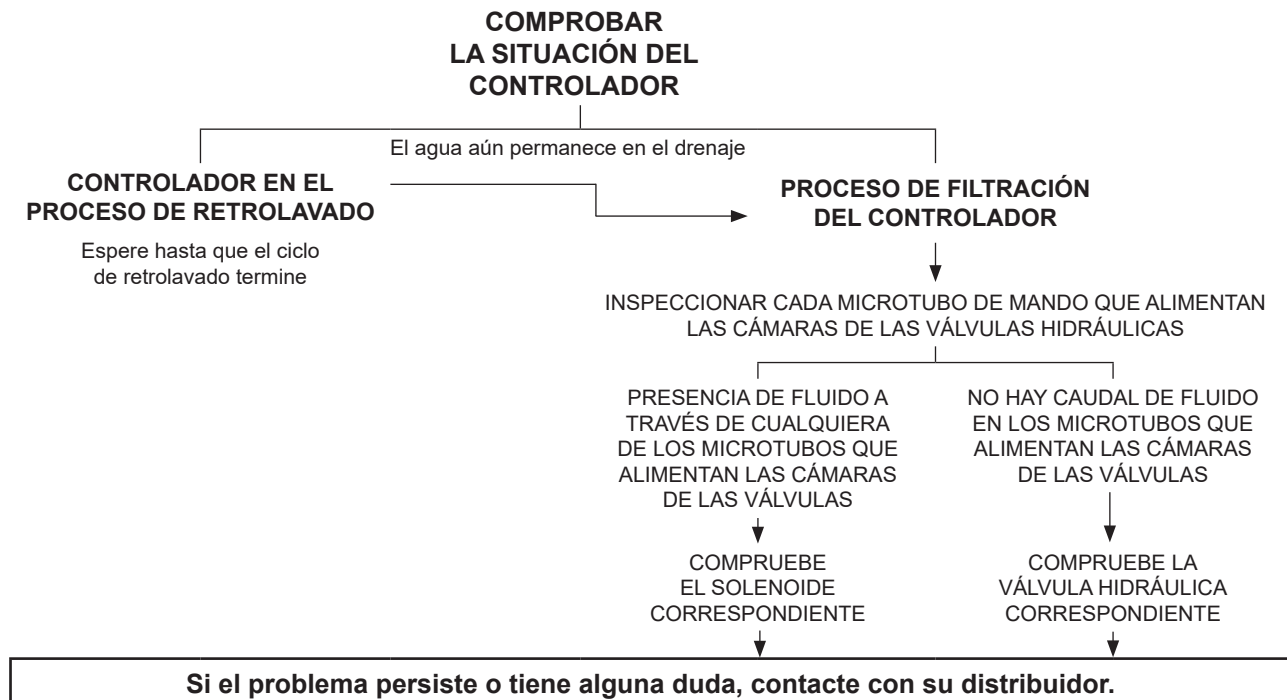 COMPROBAR
LA SITUACIÓN DEL
CONTROLADOR
El agua aún permanece en el drenaje
CONTROLADOR EN EL
PROCESO DE RETROLAVADO
Espere hasta que el ciclo
de retrolavado termine
PROCESO DE FILTRACIÓN
DEL CONTROLADOR
INSPECCIONAR CADA MICROTUBO DE MANDO QUE ALIMENTAN
LAS CÁMARAS DE LAS VÁLVULAS HIDRÁULICAS
PRESENCIA DE FLUIDO A
TRAVÉS DE CUALQUIERA
DE LOS MICROTUBOS QUE
ALIMENTAN LAS CÁMARAS
DE LAS VÁLVULAS
NO HAY CAUDAL DE FLUIDO
EN LOS MICROTUBOS QUE
ALIMENTAN LAS CÁMARAS
DE LAS VÁLVULAS
COMPRUEBE
EL SOLENOIDE
CORRESPONDIENTE
COMPRUEBE LA
VÁLVULA HIDRÁULICA
CORRESPONDIENTE
Si el problema persiste o tiene alguna duda, contacte con su distribuidor.